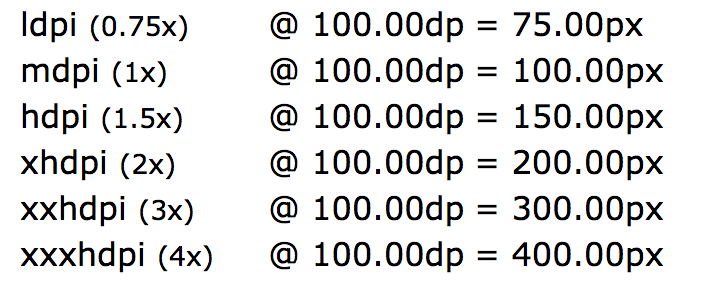 ldpi (0.75x) @ 100.00dp = 75.00px
mdpi (1x) @ 100.00dp = 100.00px
hdpi (1.5x) @ 100.00dp = 150.00px
xhdpi (2x) @ 100.00dp = 200.00px
xxhdpi (3x) @ 100.00dp = 300.00px
xxxhdpi (4x) @ 100.00dp = 400.00px